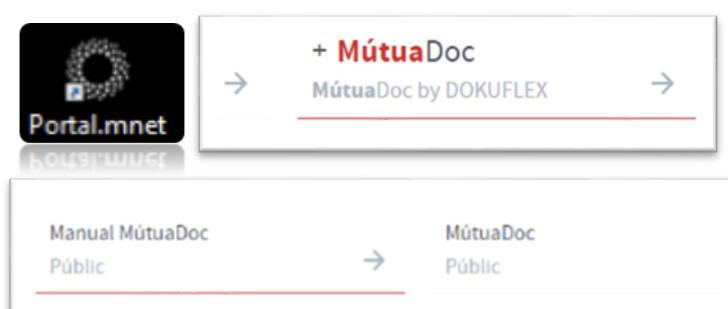 Portal.mnet
+ MútuaDoc
MútuaDoc by DOKUFLEX
Manual MútuaDoc
Públic
MútuaDoc
Públic